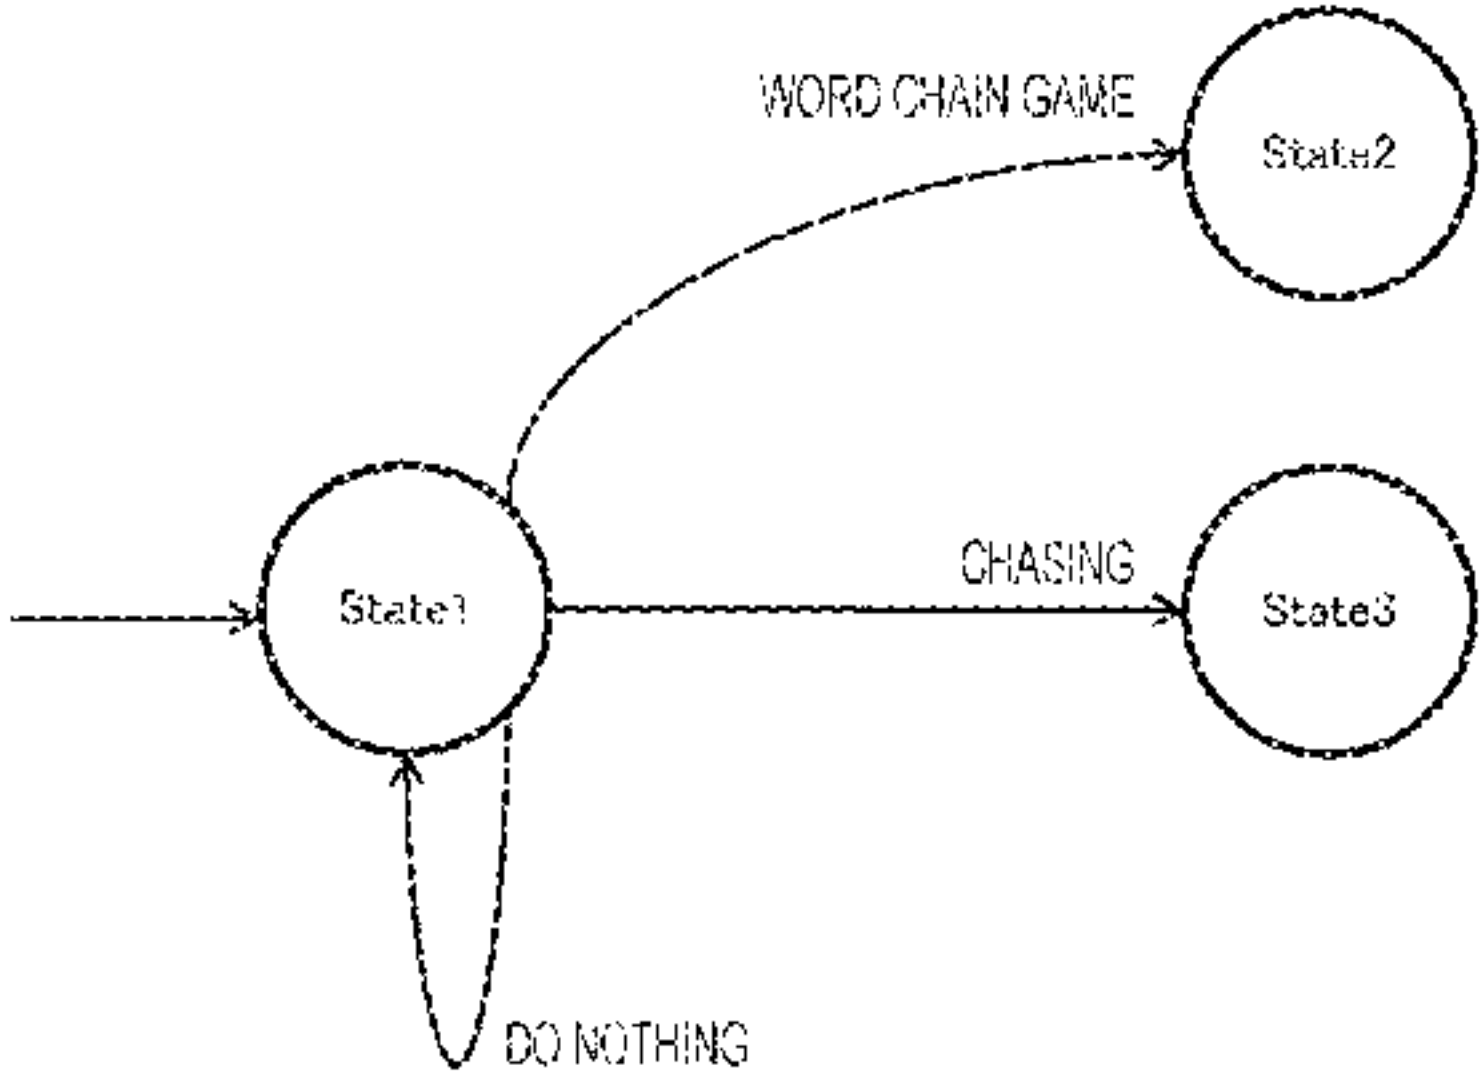 WORD CHAIN GAME
State2
CHASING
State1
State3
DO NOTHING